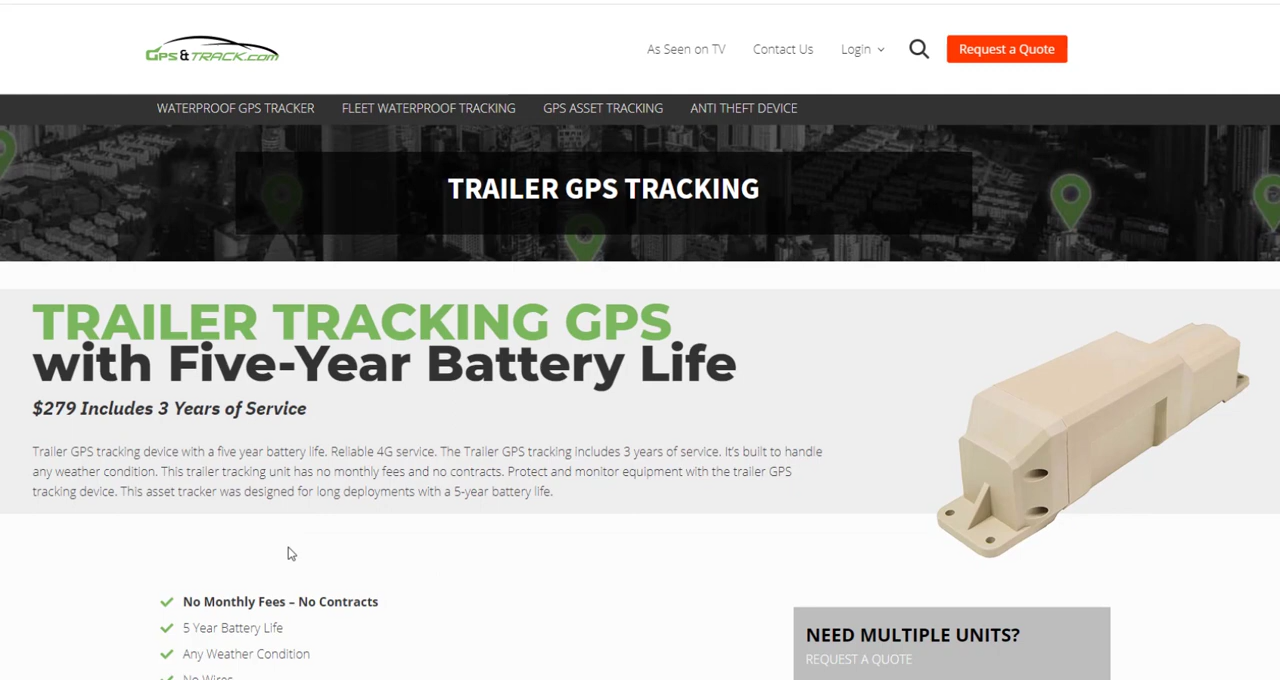 GPS & TRACK.COM
As Seen on TV
Contact Us
Login
Request a Quote
WATERPROOF GPS TRACKER
FLEET WATERPROOF TRACKING
GPS ASSET TRACKING
ANTI THEFT DEVICE
TRAILER GPS TRACKING
TRAILER TRACKING GPS
with Five-Year Battery Life
$279 Includes 3 Years of Service
Trailer GPS tracking device with a five year battery life. Reliable 4G service. The Trailer GPS tracking includes 3 years of service. It's built to handle
any weather condition. This trailer tracking unit has no monthly fees and no contracts. Protect and monitor equipment with the trailer GPS
tracking device. This asset tracker was designed for long deployments with a 5-year battery life.
No Monthly Fees – No Contracts
5 Year Battery Life
Any Weather Condition
No Wires
NEED MULTIPLE UNITS?
REQUEST A QUOTE